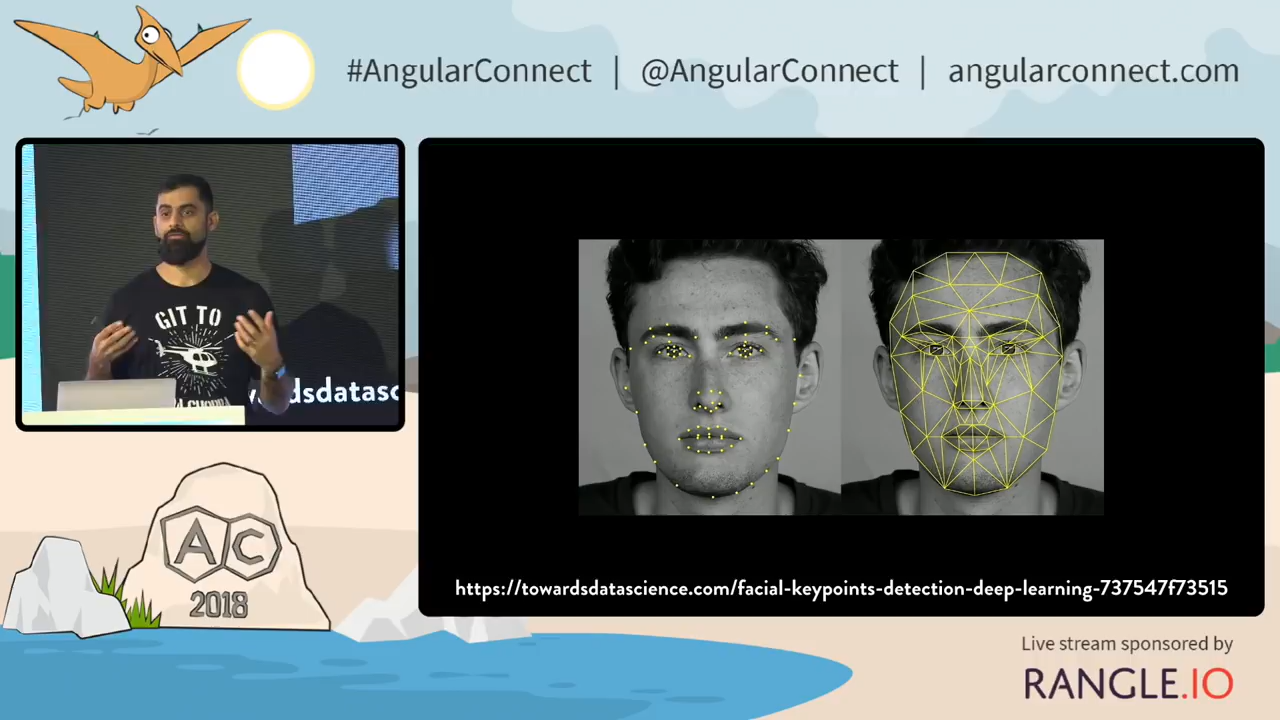 #AngularConnect | @AngularConnect | angularconnect.com
GIT TO
dsdatasc
https://towardsdatascience.com/facial-keypoints-detection-deep-learning-737547f73515
AC
2018
Live stream sponsored by
RANGLE.IO